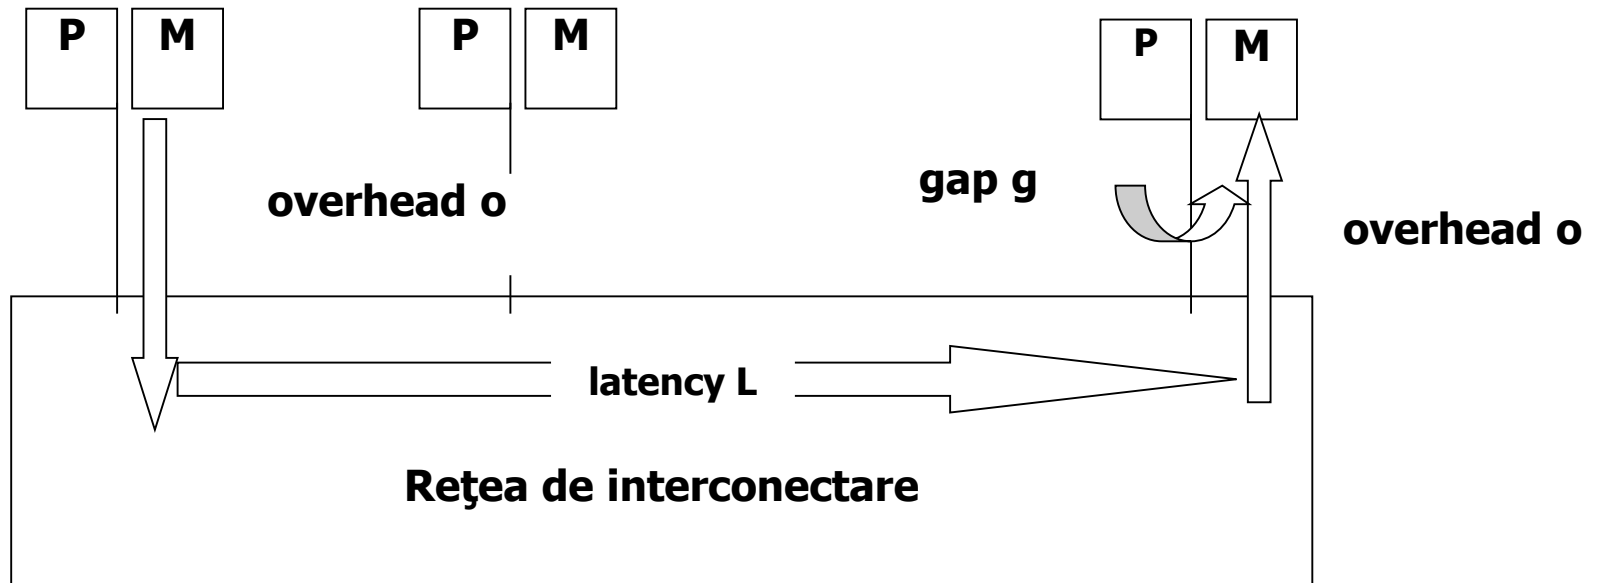 P M P M P M
gap g
overhead o
overhead o
latency L
Reţea de interconectare